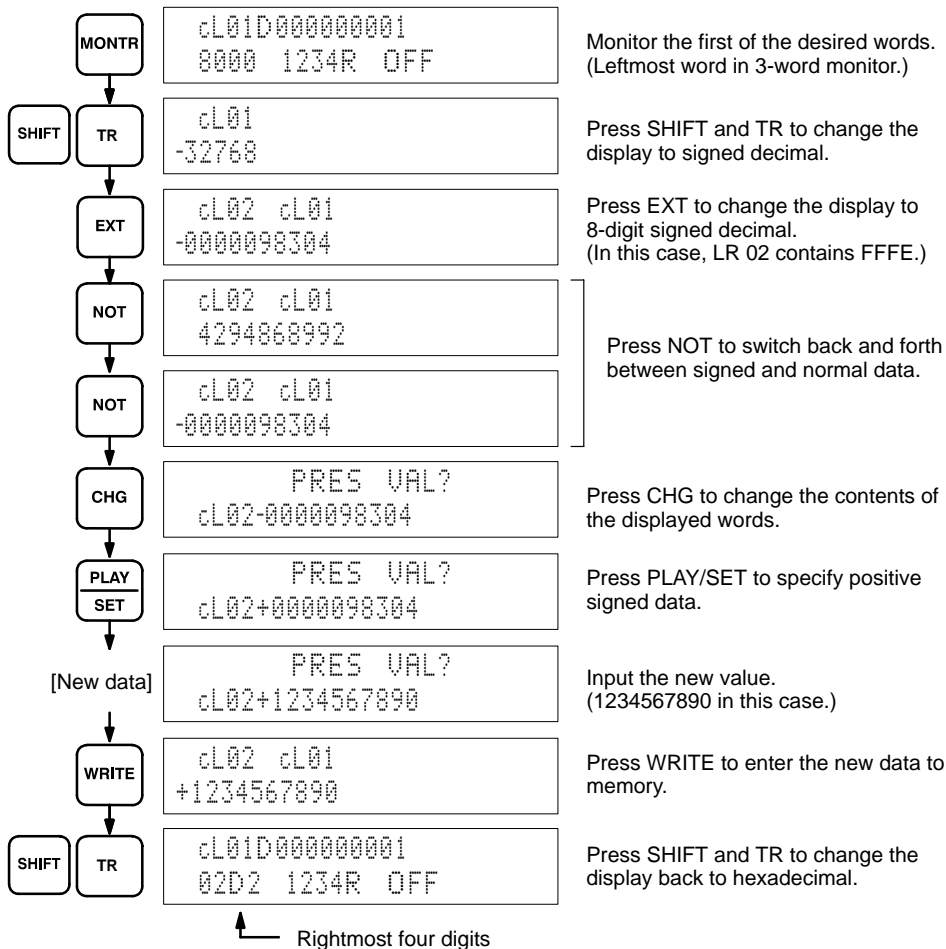 MONTR
cL01D000000001
8000 1234R OFF
Monitor the first of the desired words.
(Leftmost word in 3-word monitor.)
SHIFT TR
cL01
-32768
Press SHIFT and TR to change the
display to signed decimal.
EXT
cL02 cL01
-0000098304
Press EXT to change the display to
8-digit signed decimal.
(In this case, LR 02 contains FFFE.)
NOT
cL02 cL01
4294868992
NOT
cL02 cL01
-0000098304
Press NOT to switch back and forth
between signed and normal data.
CHG
PRES VAL?
cL02-0000098304
Press CHG to change the contents of
the displayed words.
PLAY
SET
PRES VAL?
cL02+0000098304
Press PLAY/SET to specify positive
signed data.
[New data]
PRES VAL?
cL02+1234567890
Input the new value.
(1234567890 in this case.)
WRITE
cL02 cL01
+1234567890
Press WRITE to enter the new data to
memory.
SHIFT TR
cL01D000000001
02D2 1234R OFF
Press SHIFT and TR to change the
display back to hexadecimal.
Rightmost four digits